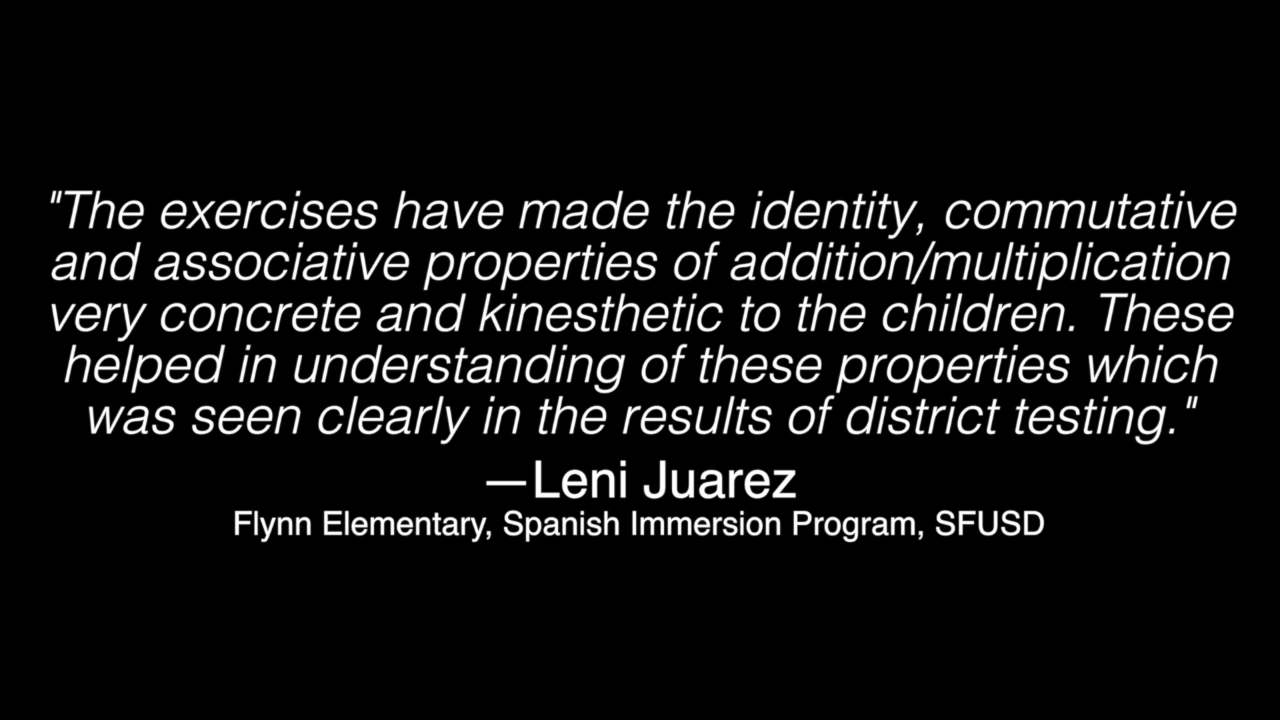 "The exercises have made the identity, commutative
and associative properties of addition/multiplication
very concrete and kinesthetic to the children. These
helped in understanding of these properties which
was seen clearly in the results of district testing."
—Leni Juarez
Flynn Elementary, Spanish Immersion Program, SFUSD